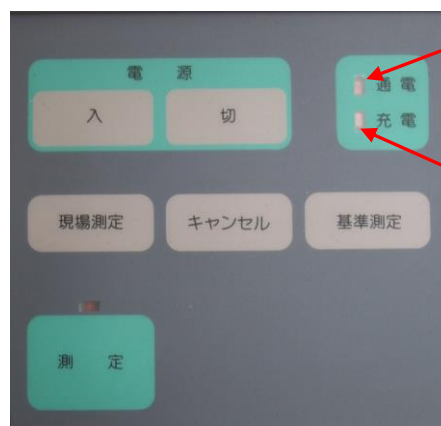 電 源
入 切
通 電
充 電
現場測定 キャンセル 基準測定
測 定